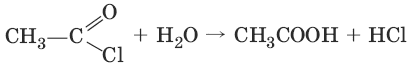 CH₃—C(=O)Cl + H₂O → CH₃COOH + HCl